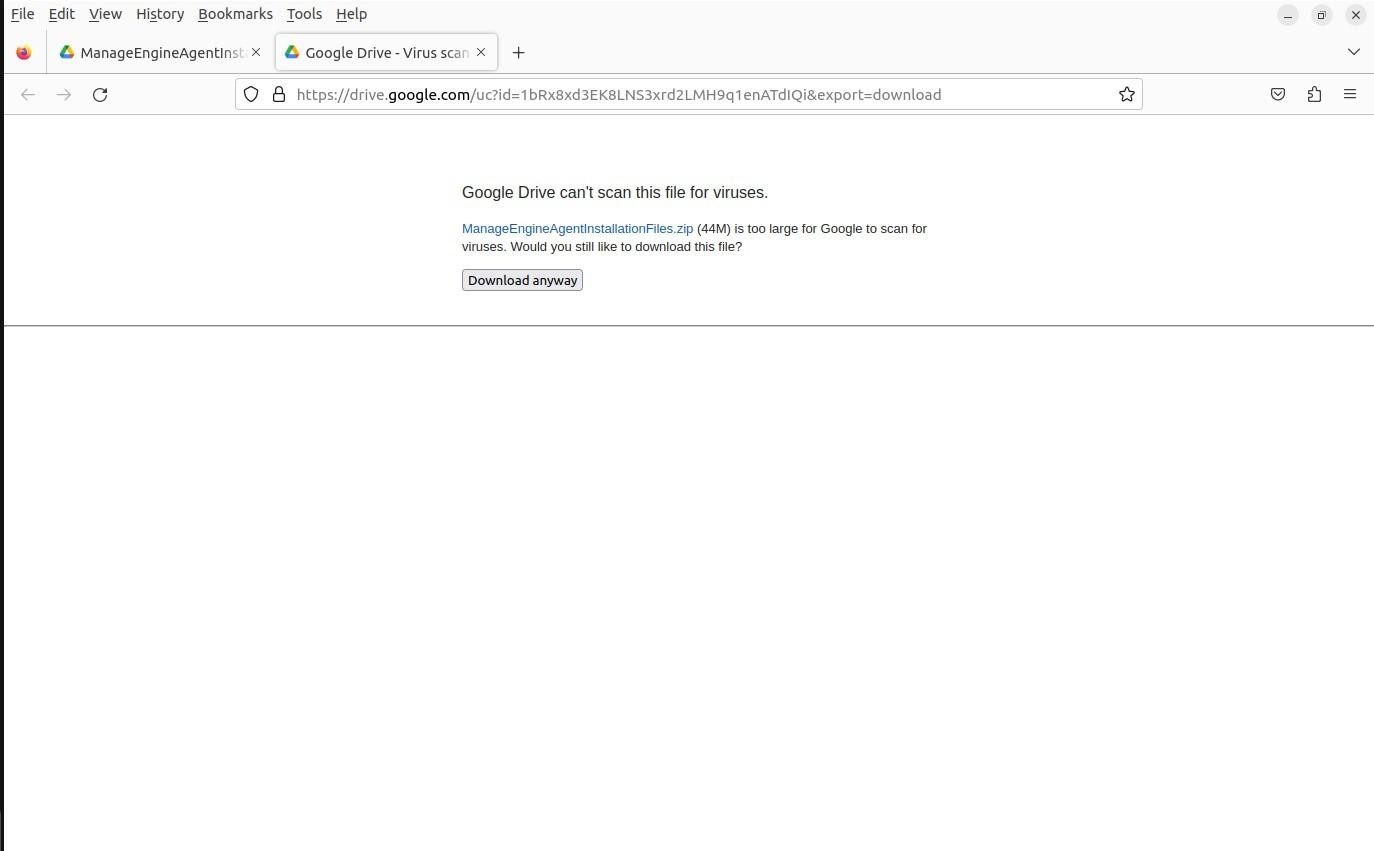 File Edit View History Bookmarks Tools Help
ManageEngineAgentInst
Google Drive - Virus scan
https://drive.google.com/uc?id=1bRx8xd3EK8LNS3xrd2LMH9q1enATdIQi&export=download
Google Drive can't scan this file for viruses.
ManageEngineAgentInstallationFiles.zip (44M) is too large for Google to scan for
viruses. Would you still like to download this file?
Download anyway